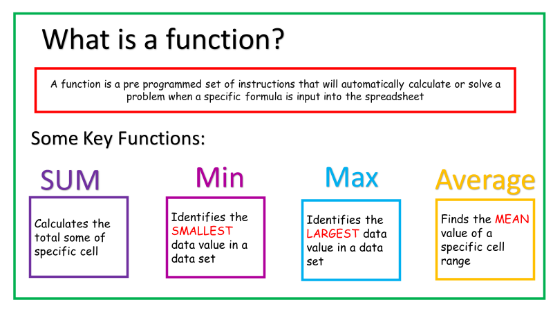 What is a function?
A function is a pre programmed set of instructions that will automatically calculate or solve a
problem when a specific formula is input into the spreadsheet
Some Key Functions:
SUM
Calculates the
total some of
specific cell
Min
Identifies the
SMALLEST
data value in a
data set
Max
Identifies the
LARGEST data
value in a data
set
Average
Finds the MEAN
value of a
specific cell
range